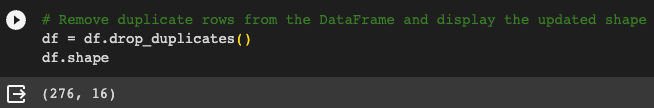 # Remove duplicate rows from the DataFrame and display the updated shape
df = df.drop_duplicates()
df.shape
(276, 16)